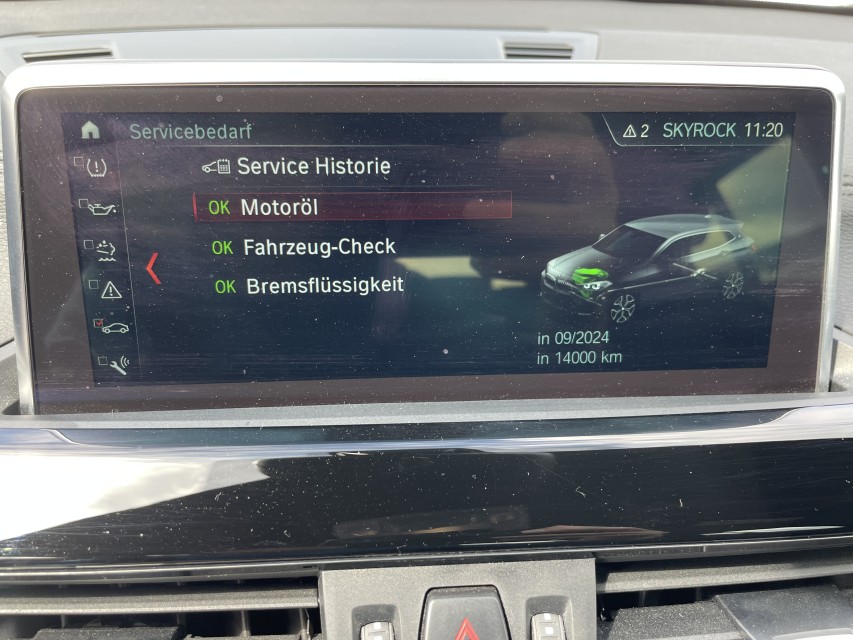 Servicebedarf
2 SKYROCK 11:20
Service Historie
OK Motoröl
OK Fahrzeug-Check
OK Bremsflüssigkeit
in 09/2024
in 14000 km